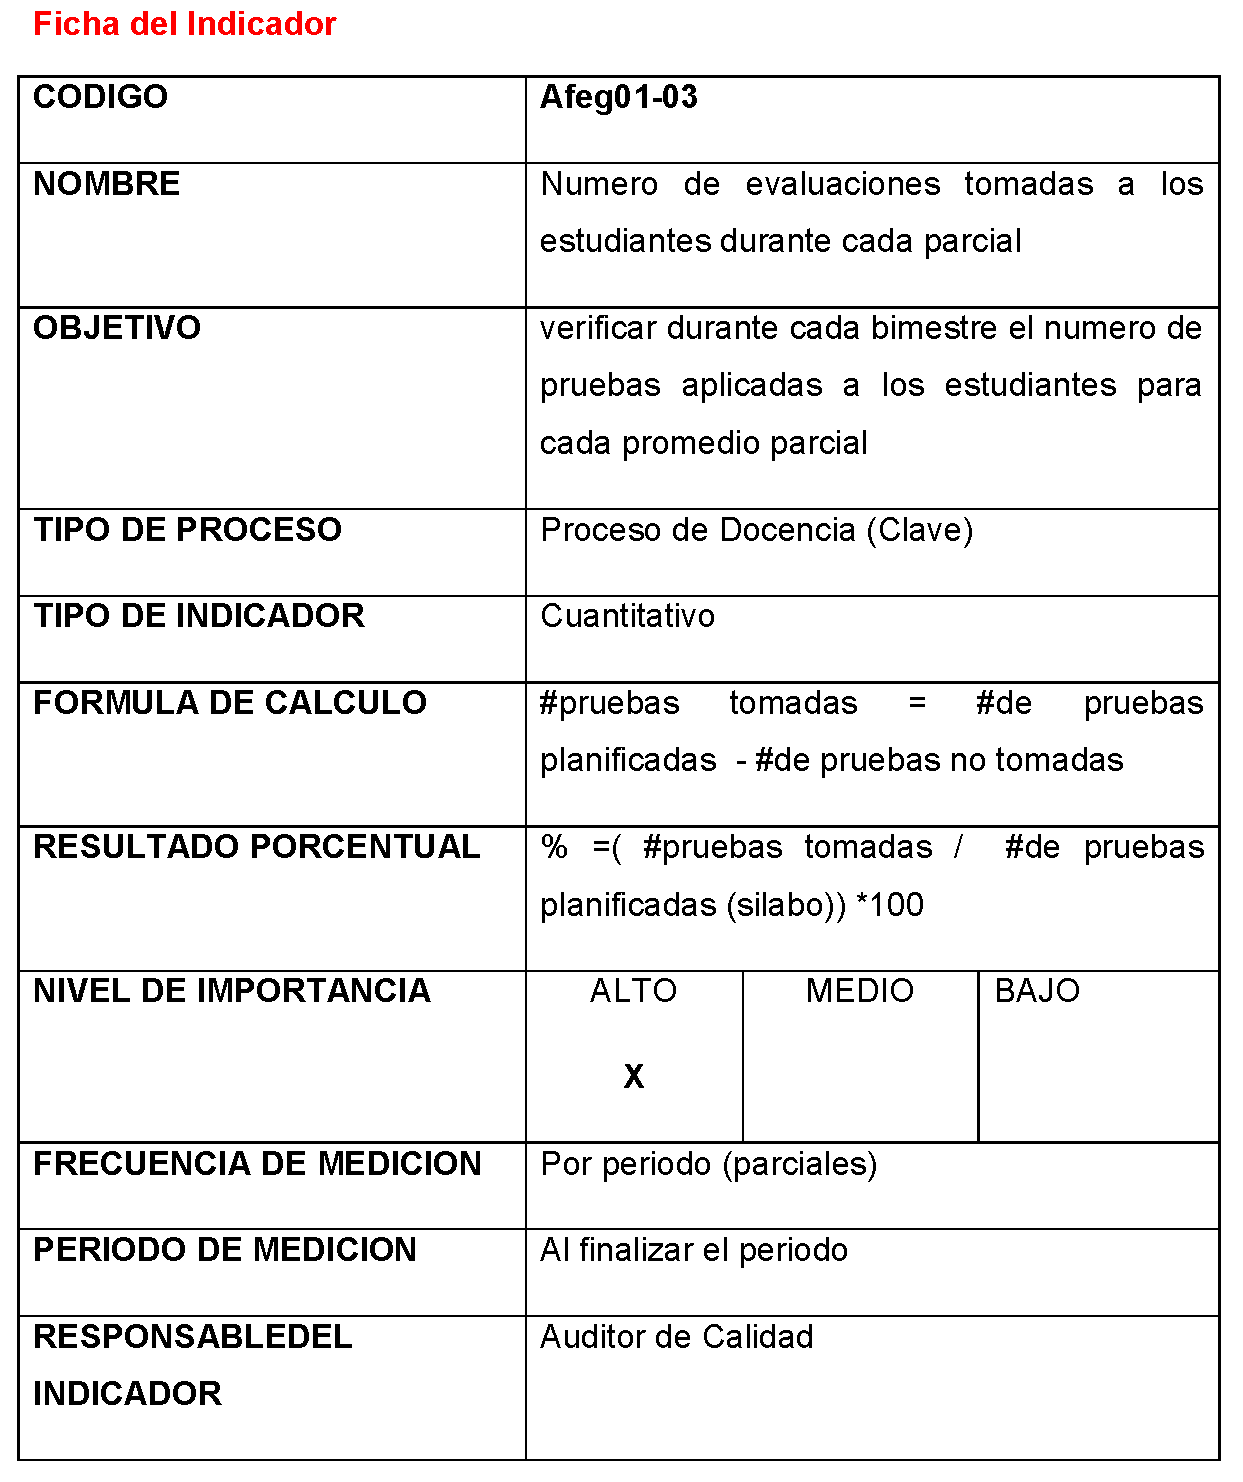 Ficha del Indicador
CODIGO
Afeg01-03
NOMBRE
Numero de evaluaciones tomadas a los
estudiantes durante cada parcial
OBJETIVO
verificar durante cada bimestre el numero de
pruebas aplicadas a los estudiantes para
cada promedio parcial
TIPO DE PROCESO
Proceso de Docencia (Clave)
TIPO DE INDICADOR
Cuantitativo
FORMULA DE CALCULO
#pruebas tomadas = #de pruebas
planificadas - #de pruebas no tomadas
RESULTADO PORCENTUAL
% =( #pruebas tomadas / #de pruebas
planificadas (silabo)) *100
NIVEL DE IMPORTANCIA
ALTO MEDIO BAJO
X
FRECUENCIA DE MEDICION
Por periodo (parciales)
PERIODO DE MEDICION
Al finalizar el periodo
RESPONSABLEDEL
INDICADOR
Auditor de Calidad